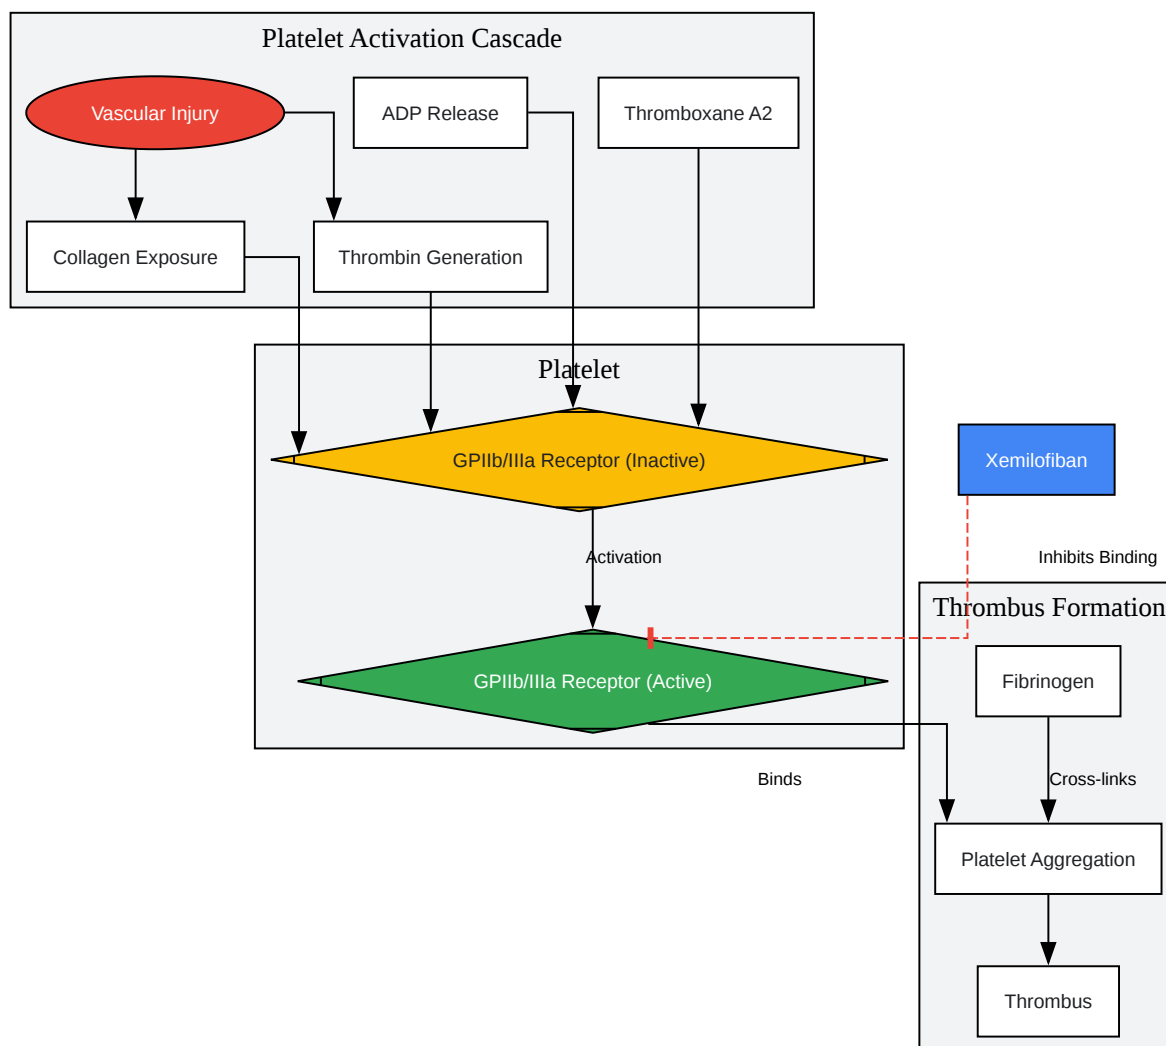 Platelet Activation Cascade
Vascular Injury
ADP Release
Thromboxane A2
Collagen Exposure
Thrombin Generation
Platelet
GPIIb/IIIa Receptor (Inactive)
Xemilofiban
Activation
Inhibits Binding
Thrombus Formation
GPIIb/IIIa Receptor (Active)
Fibrinogen
Binds
Cross-links
Platelet Aggregation
Thrombus